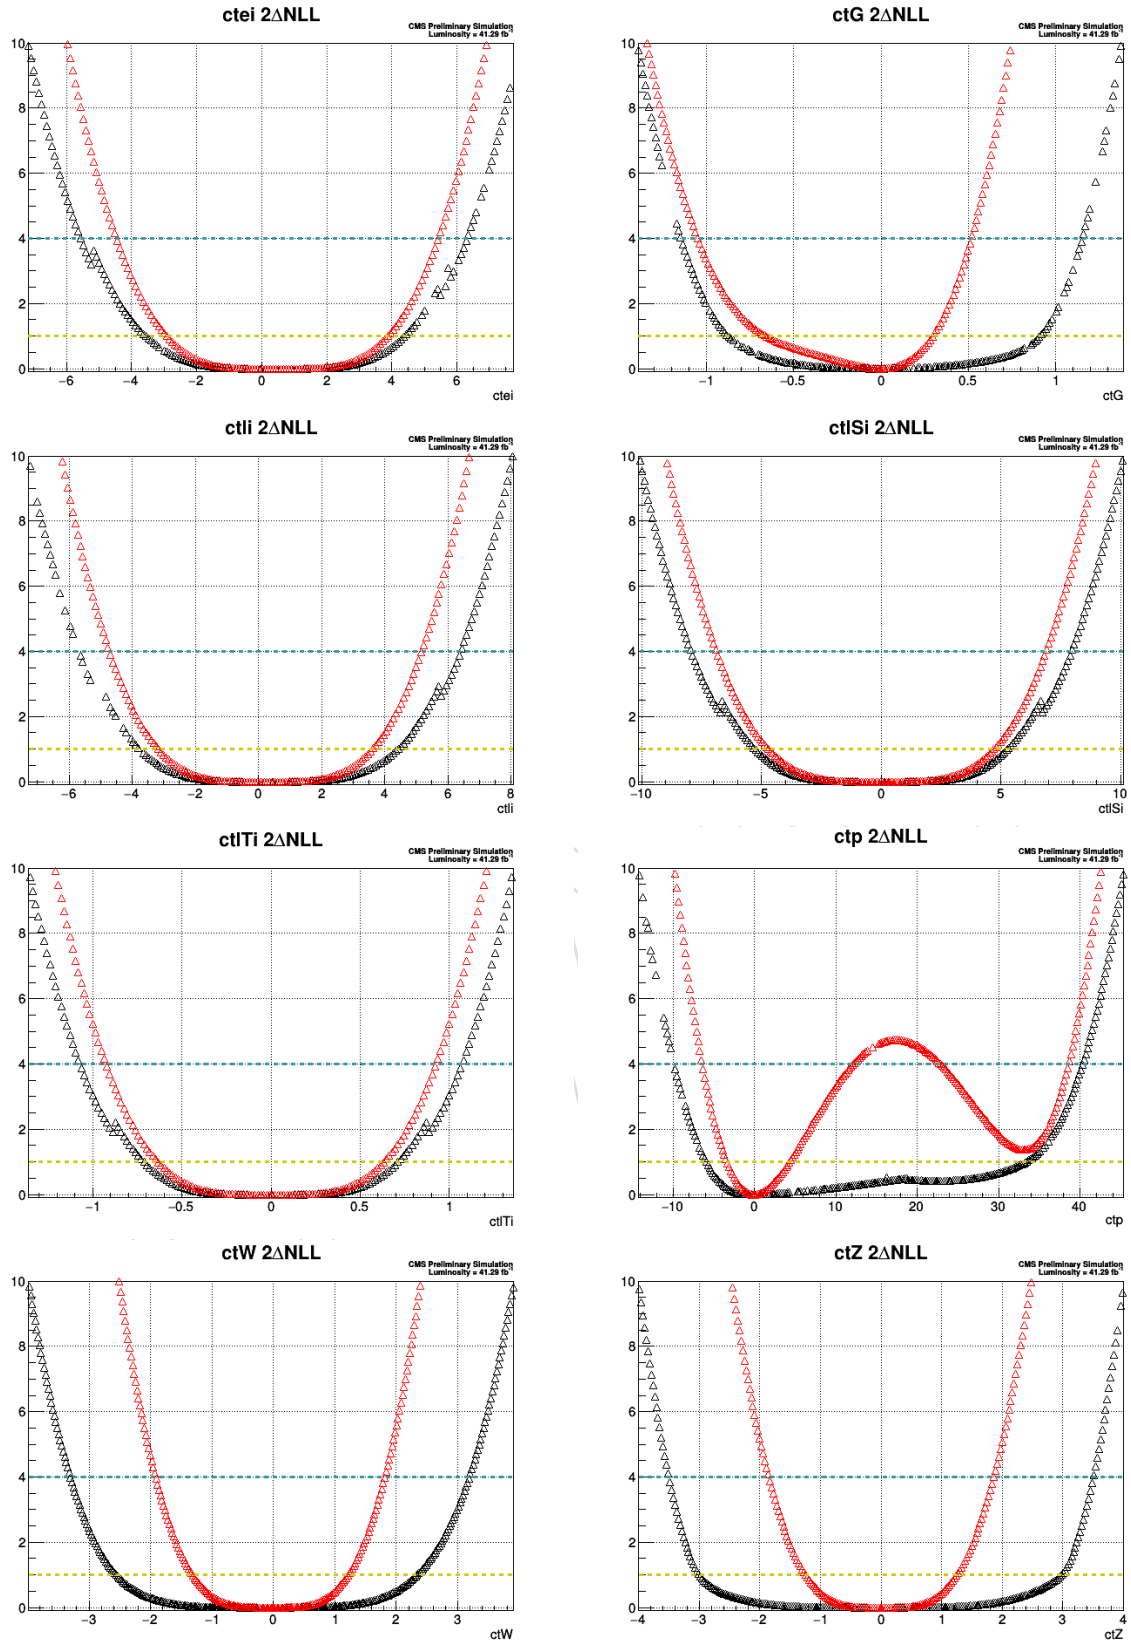 ctei 2ΔNLL
CMS Preliminary Simulation
Luminosity = 41.29 fb⁻¹
10
8
6
4
2
0
−6 −4 −2 0 2 4 6
ctei
ctG 2ΔNLL
CMS Preliminary Simulation
Luminosity = 41.29 fb⁻¹
10
8
6
4
2
0
−1 −0.5 0 0.5 1
ctG
ctli 2ΔNLL
CMS Preliminary Simulation
Luminosity = 41.29 fb⁻¹
10
8
6
4
2
0
−6 −4 −2 0 2 4 6 8
ctli
ctlSi 2ΔNLL
CMS Preliminary Simulation
Luminosity = 41.29 fb⁻¹
10
8
6
4
2
0
−10 −5 0 5 10
ctlSi
ctlTi 2ΔNLL
CMS Preliminary Simulation
Luminosity = 41.29 fb⁻¹
10
8
6
4
2
0
−1 −0.5 0 0.5 1
ctlTi
ctp 2ΔNLL
CMS Preliminary Simulation
Luminosity = 41.29 fb⁻¹
10
8
6
4
2
0
−10 0 10 20 30 40
ctp
ctW 2ΔNLL
CMS Preliminary Simulation
Luminosity = 41.29 fb⁻¹
10
8
6
4
2
0
−3 −2 −1 0 1 2 3
ctW
ctZ 2ΔNLL
CMS Preliminary Simulation
Luminosity = 41.29 fb⁻¹
10
8
6
4
2
0
−4 −3 −2 −1 0 1 2 3 4
ctZ